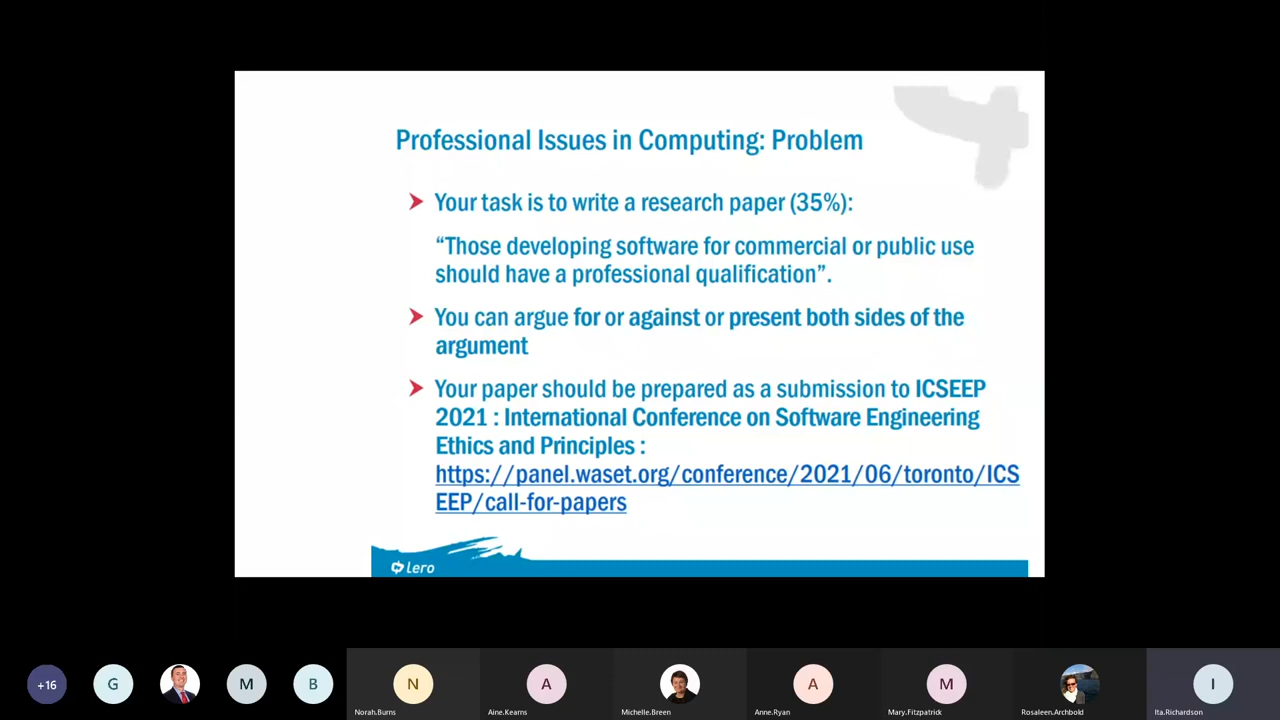 Professional Issues in Computing: Problem
Your task is to write a research paper (35%):
“Those developing software for commercial or public use
should have a professional qualification”.
You can argue for or against or present both sides of the
argument
Your paper should be prepared as a submission to ICSEEP
2021 : International Conference on Software Engineering
Ethics and Principles :
https://panel.waset.org/conference/2021/06/toronto/ICS
EEP/call-for-papers
lero
+16
G
M
B
N
A
A
M
I
Norah.Burns
Aine.Kearns
Michelle.Breen
Anne.Ryan
Mary.Fitzpatrick
Rosaleen.Archbold
Ita.Richardson